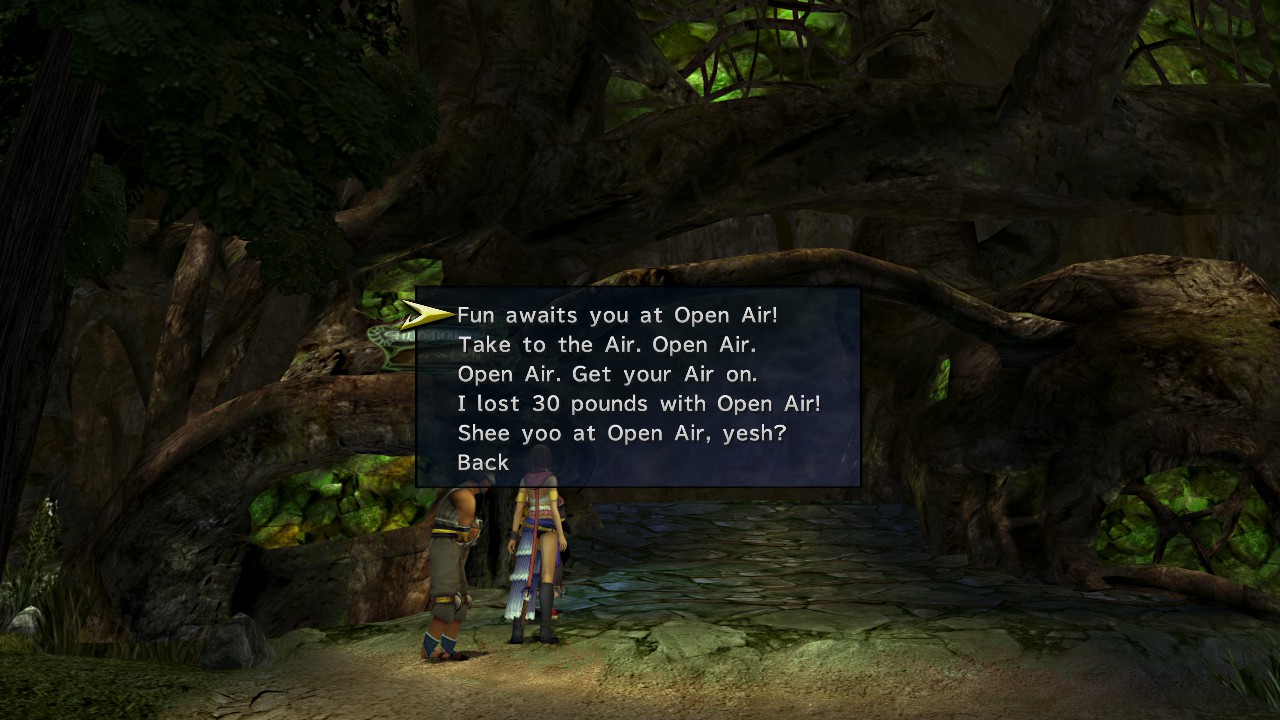 Fun awaits you at Open Air!
Take to the Air. Open Air.
Open Air. Get your Air on.
I lost 30 pounds with Open Air!
Shee yoo at Open Air, yesh?
Back